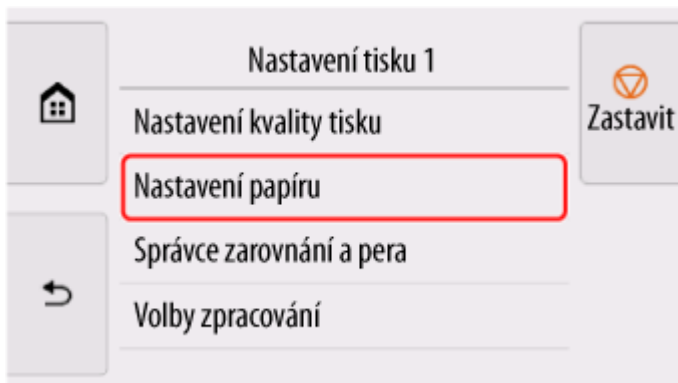 Nastavení tisku 1
Nastavení kvality tisku
Zastavit
Nastavení papíru
Správce zarovnání a pera
Volby zpracování